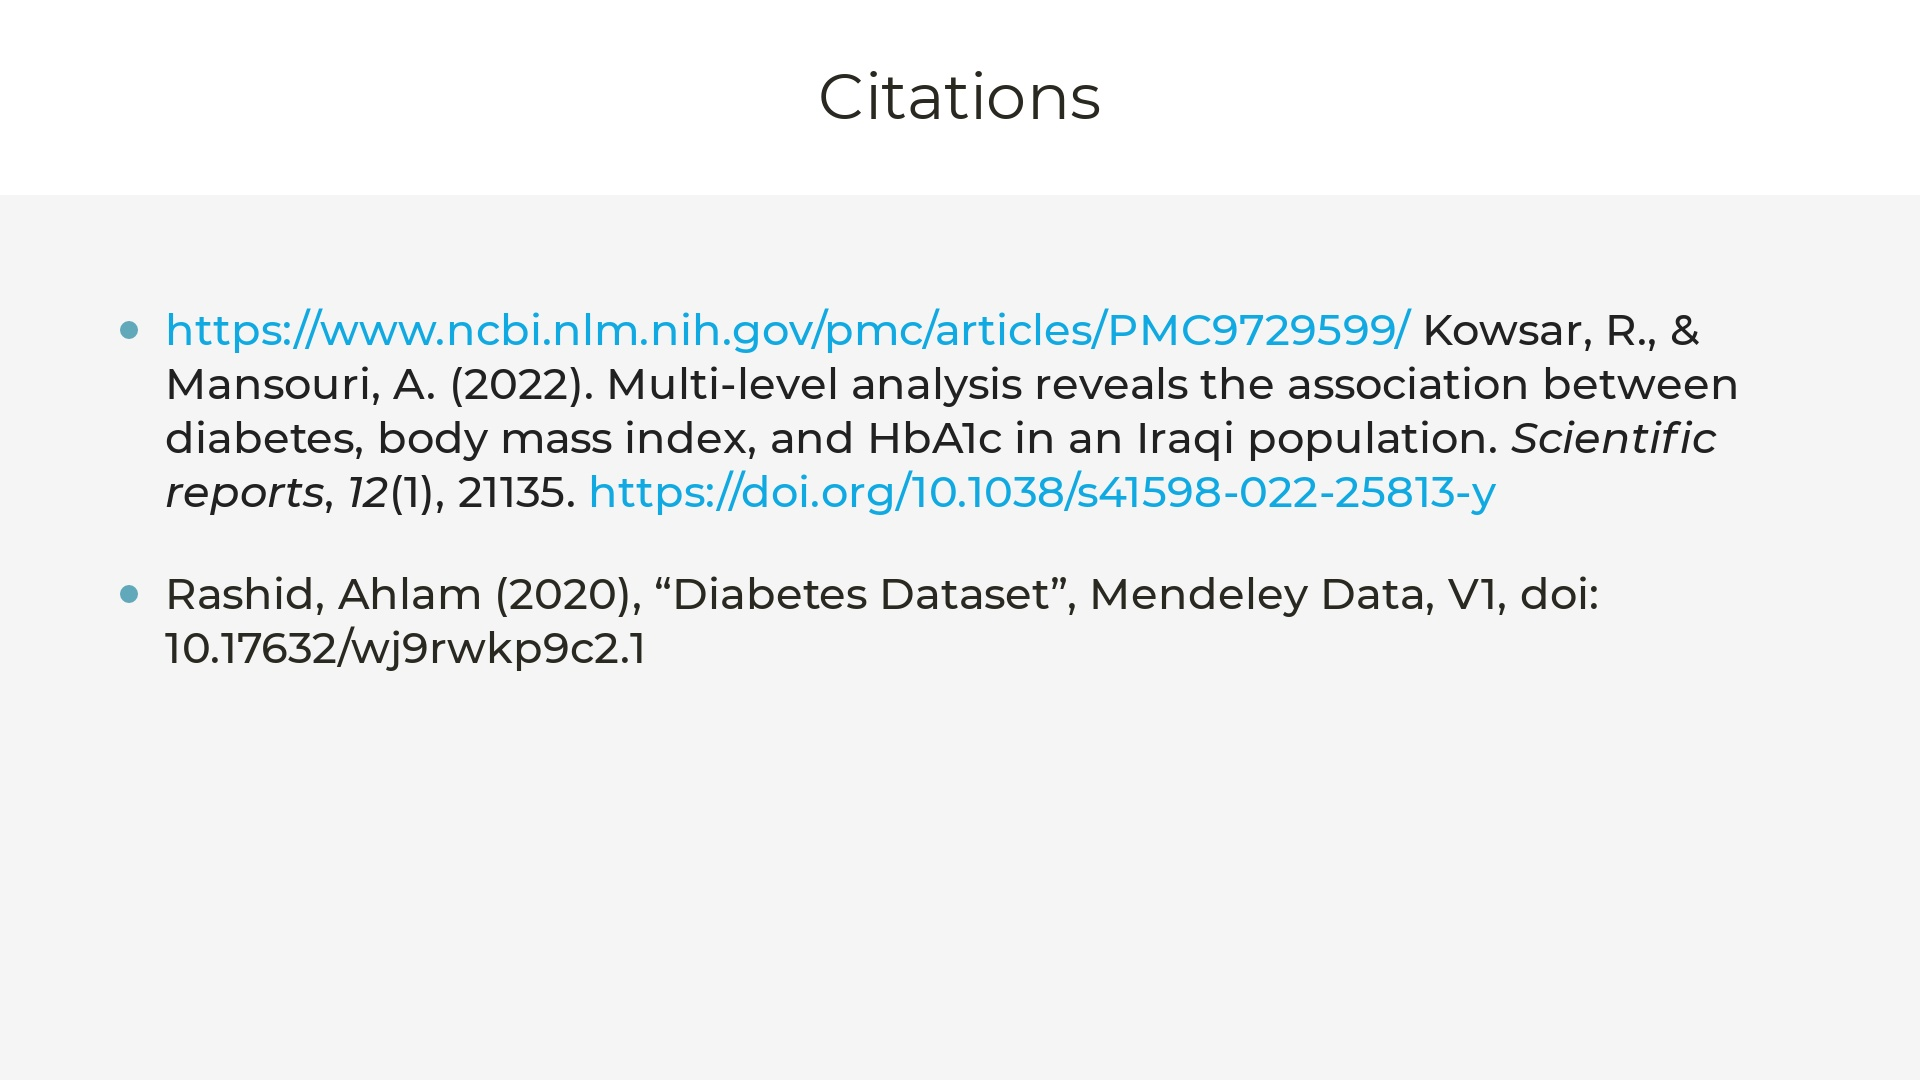 Citations
https://www.ncbi.nlm.nih.gov/pmc/articles/PMC9729599/ Kowsar, R., &
Mansouri, A. (2022). Multi-level analysis reveals the association between
diabetes, body mass index, and HbA1c in an Iraqi population. Scientific
reports, 12(1), 21135. https://doi.org/10.1038/s41598-022-25813-y
Rashid, Ahlam (2020), “Diabetes Dataset”, Mendeley Data, V1, doi:
10.17632/wj9rwkp9c2.1